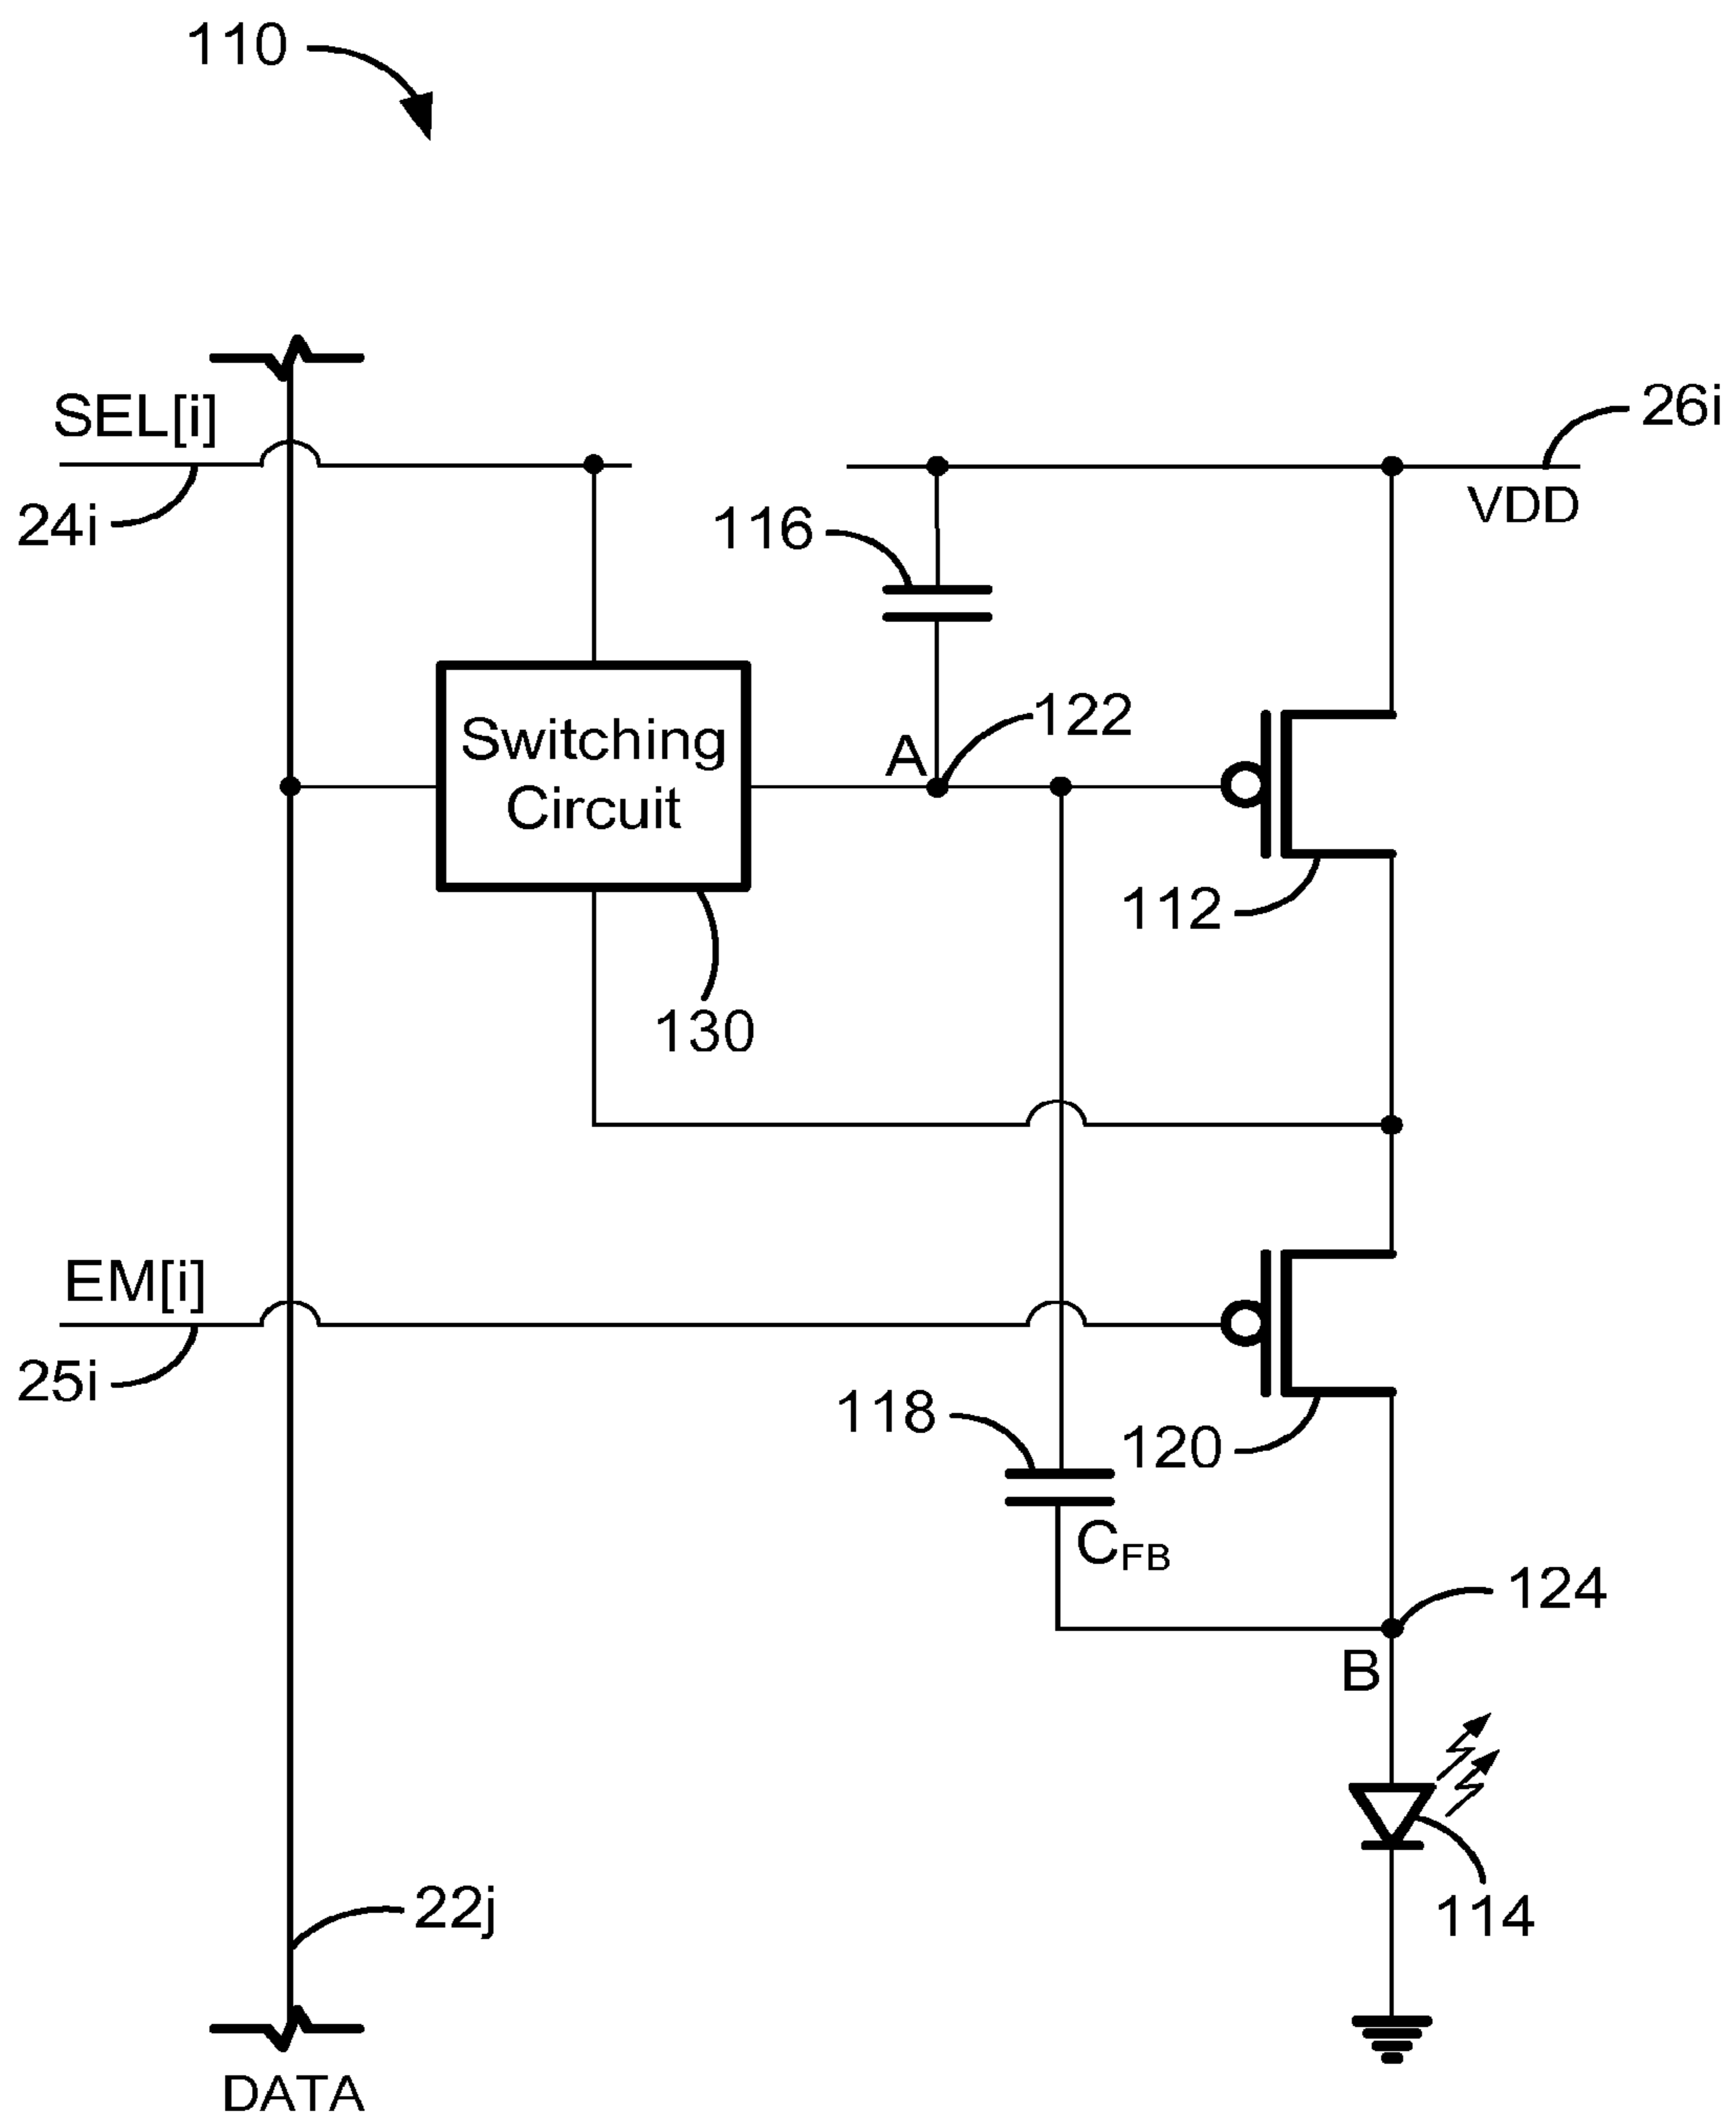 110
SEL[i]
26i
VDD
24i
116
Switching
Circuit
A
122
112
130
EM[i]
25i
118
120
CFB
124
B
22j
114
DATA